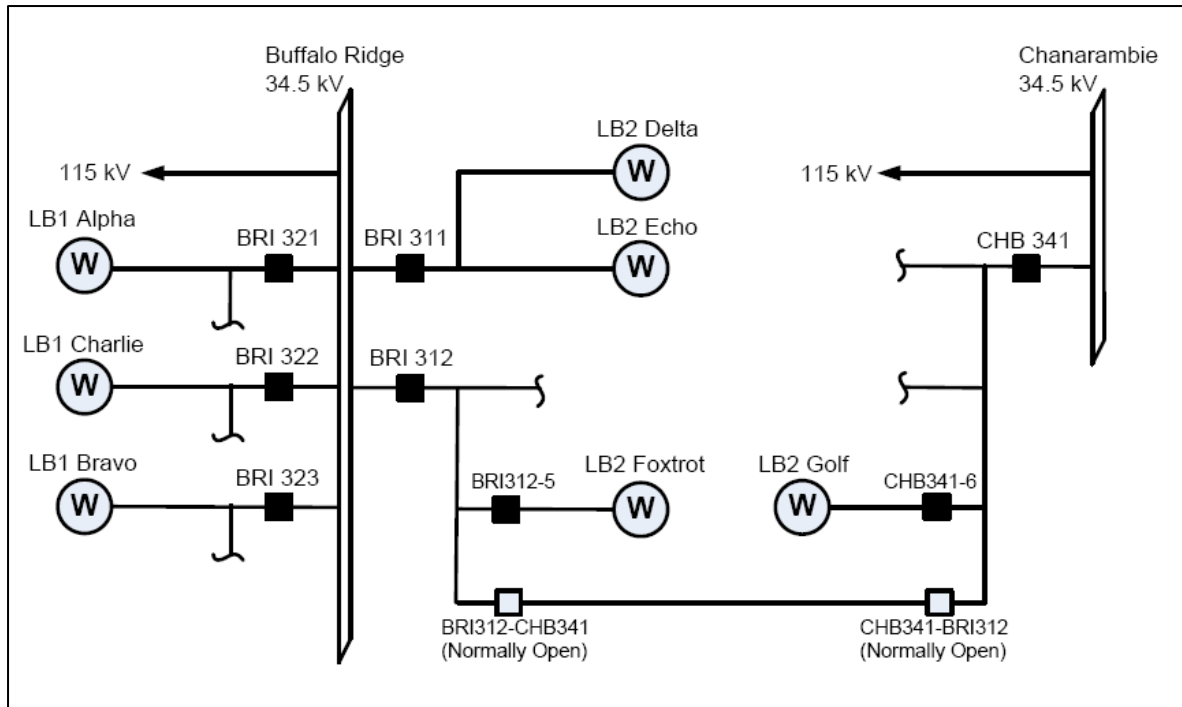 Buffalo Ridge
34.5 kV
Chanarambie
34.5 kV
LB2 Delta
W
115 kV
115 kV
LB1 Alpha
W
BRI 321
BRI 311
LB2 Echo
W
CHB 341
LB1 Charlie
W
BRI 322
BRI 312
LB1 Bravo
W
BRI 323
BRI312-5
LB2 Foxtrot
W
LB2 Golf
W
CHB341-6
BRI312-CHB341
(Normally Open)
CHB341-BRI312
(Normally Open)